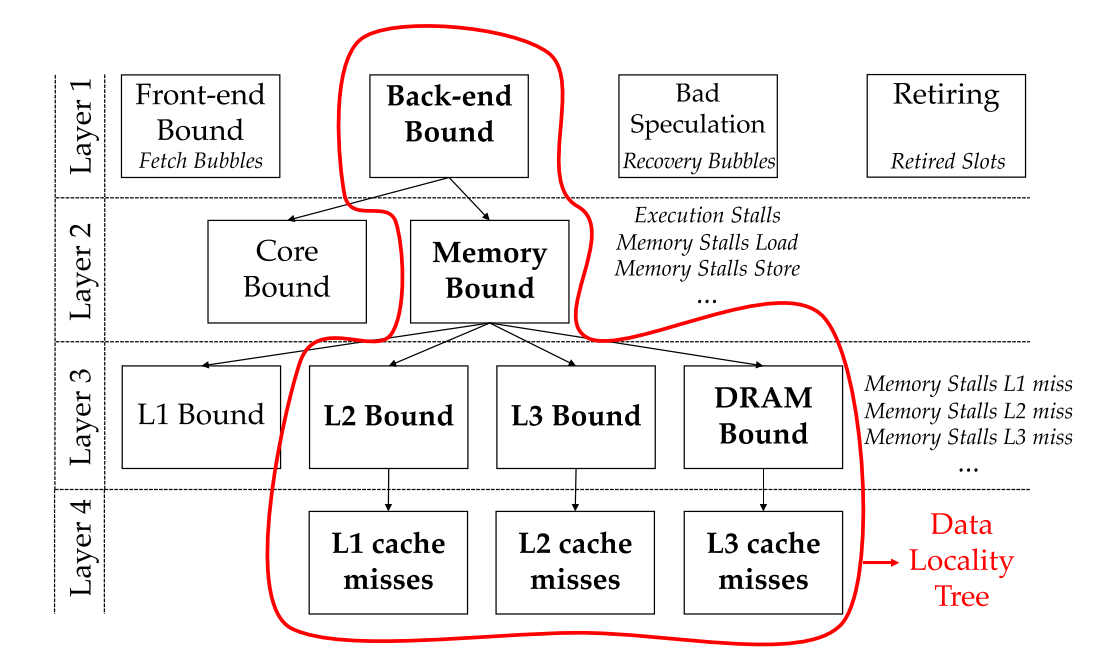 Layer 1
Front-end
Bound
Fetch Bubbles
Back-end
Bound
Bad
Speculation
Recovery Bubbles
Retiring
Retired Slots
Layer 2
Core
Bound
Memory
Bound
Execution Stalls
Memory Stalls Load
Memory Stalls Store
...
Layer 3
L1 Bound
L2 Bound
L3 Bound
DRAM
Bound
Memory Stalls L1 miss
Memory Stalls L2 miss
Memory Stalls L3 miss
...
Layer 4
L1 cache
misses
L2 cache
misses
L3 cache
misses
Data
Locality
Tree